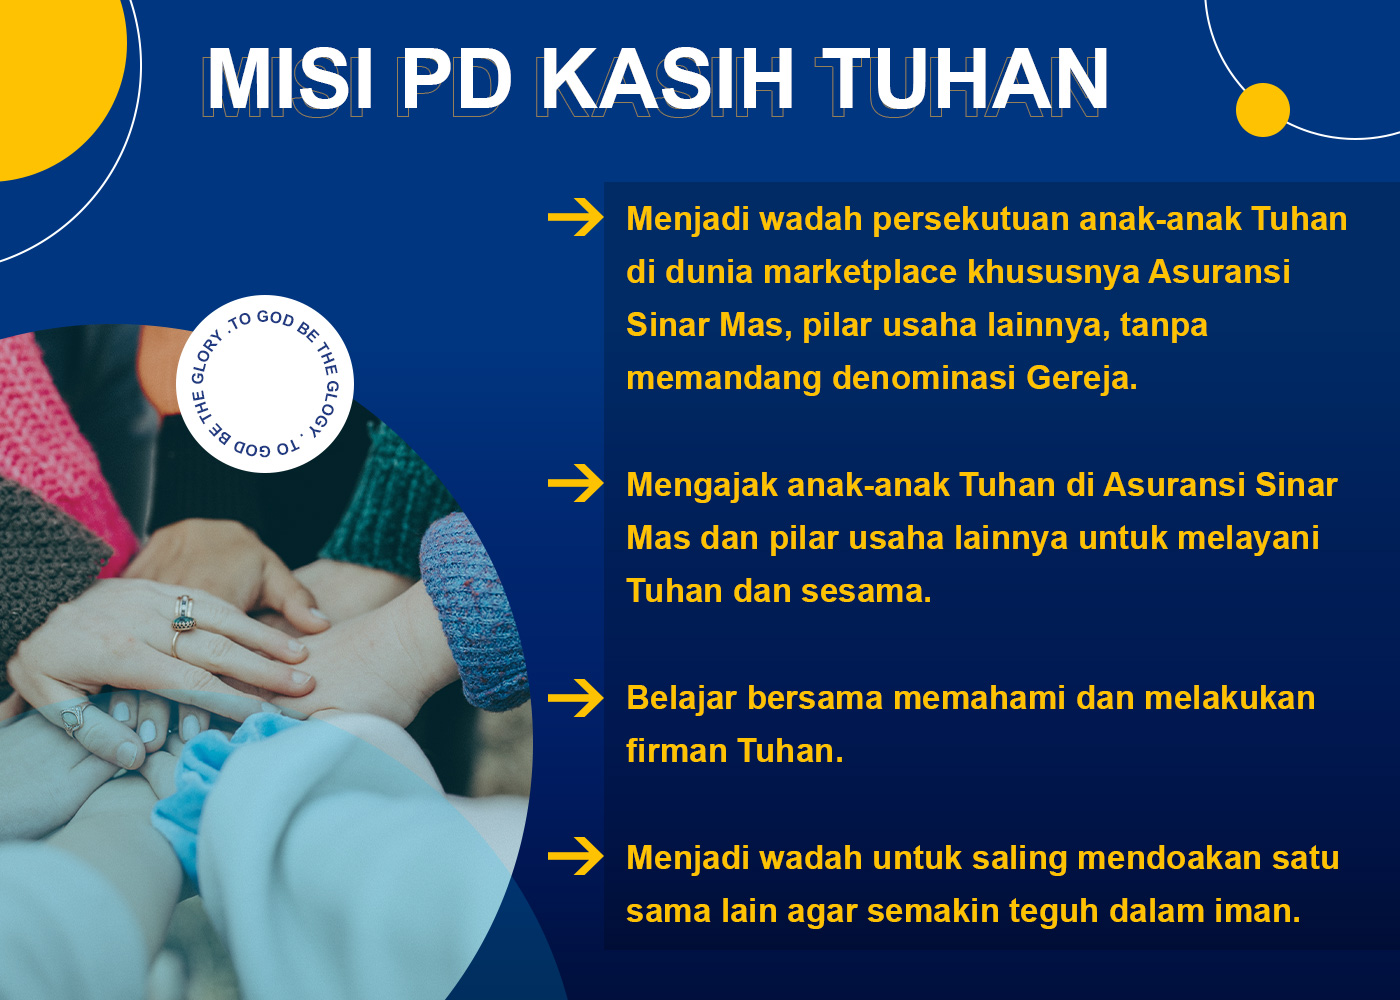 MISI PD KASIH TUHAN
Menjadi wadah persekutuan anak-anak Tuhan
di dunia marketplace khususnya Asuransi
Sinar Mas, pilar usaha lainnya, tanpa
memandang denominasi Gereja.
.TO GOD BE THE GLOGY . TO GOD BE THE GLORY
Mengajak anak-anak Tuhan di Asuransi Sinar
Mas dan pilar usaha lainnya untuk melayani
Tuhan dan sesama.
Belajar bersama memahami dan melakukan
firman Tuhan.
Menjadi wadah untuk saling mendoakan satu
sama lain agar semakin teguh dalam iman.